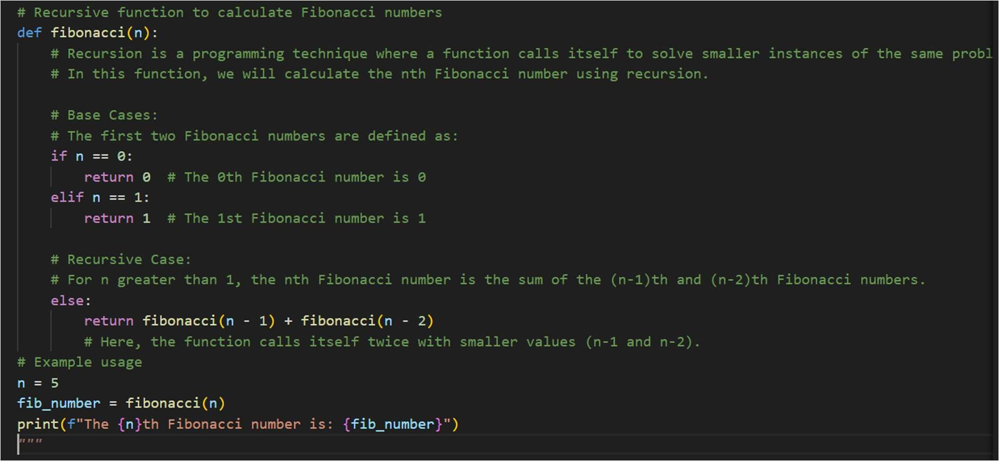 # Recursive function to calculate Fibonacci numbers
def fibonacci(n):
    # Recursion is a programming technique where a function calls itself to solve smaller instances of the same probl
    # In this function, we will calculate the nth Fibonacci number using recursion.

    # Base Cases:
    # The first two Fibonacci numbers are defined as:
    if n == 0:
        return 0  # The 0th Fibonacci number is 0
    elif n == 1:
        return 1  # The 1st Fibonacci number is 1

    # Recursive Case:
    # For n greater than 1, the nth Fibonacci number is the sum of the (n-1)th and (n-2)th Fibonacci numbers.
    else:
        return fibonacci(n - 1) + fibonacci(n - 2)
        # Here, the function calls itself twice with smaller values (n-1 and n-2).
# Example usage
n = 5
fib_number = fibonacci(n)
print(f"The {n}th Fibonacci number is: {fib_number}")
"""